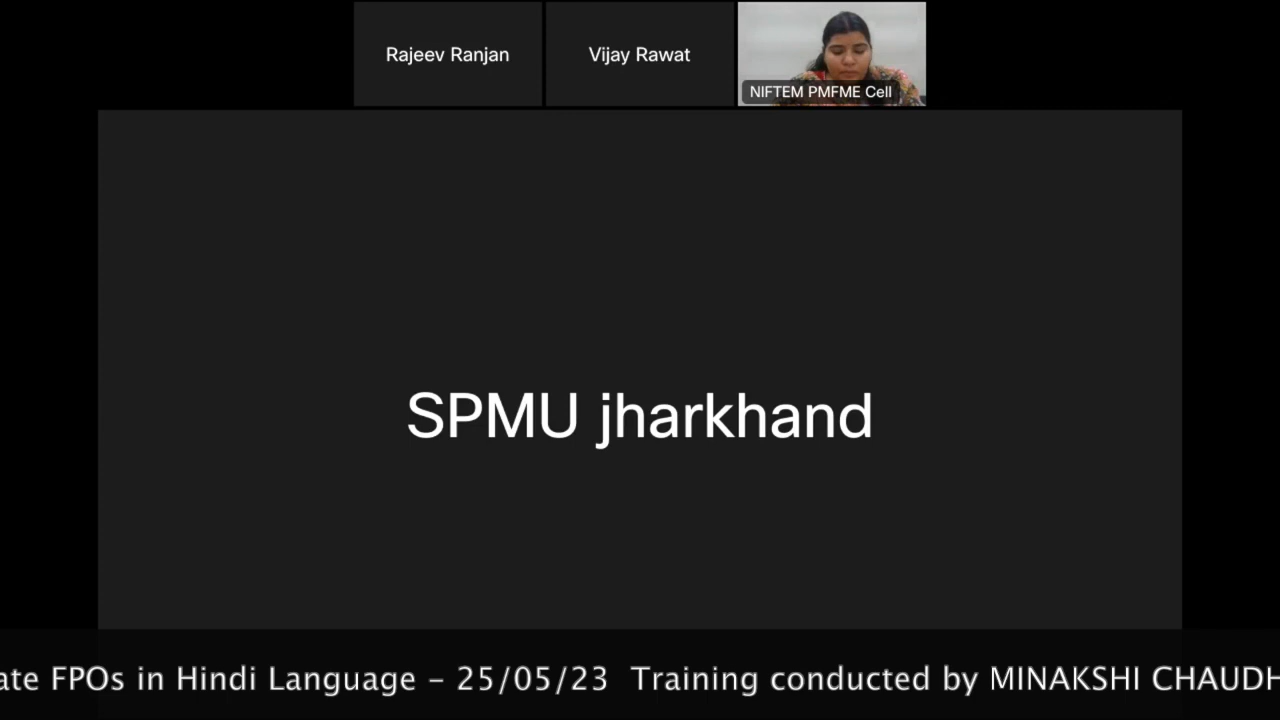 Rajeev Ranjan
Vijay Rawat
NIFTEM PMFME Cell
SPMU jharkhand
ate FPOs in Hindi Language – 25/05/23 Training conducted by MINAKSHI CHAUDH